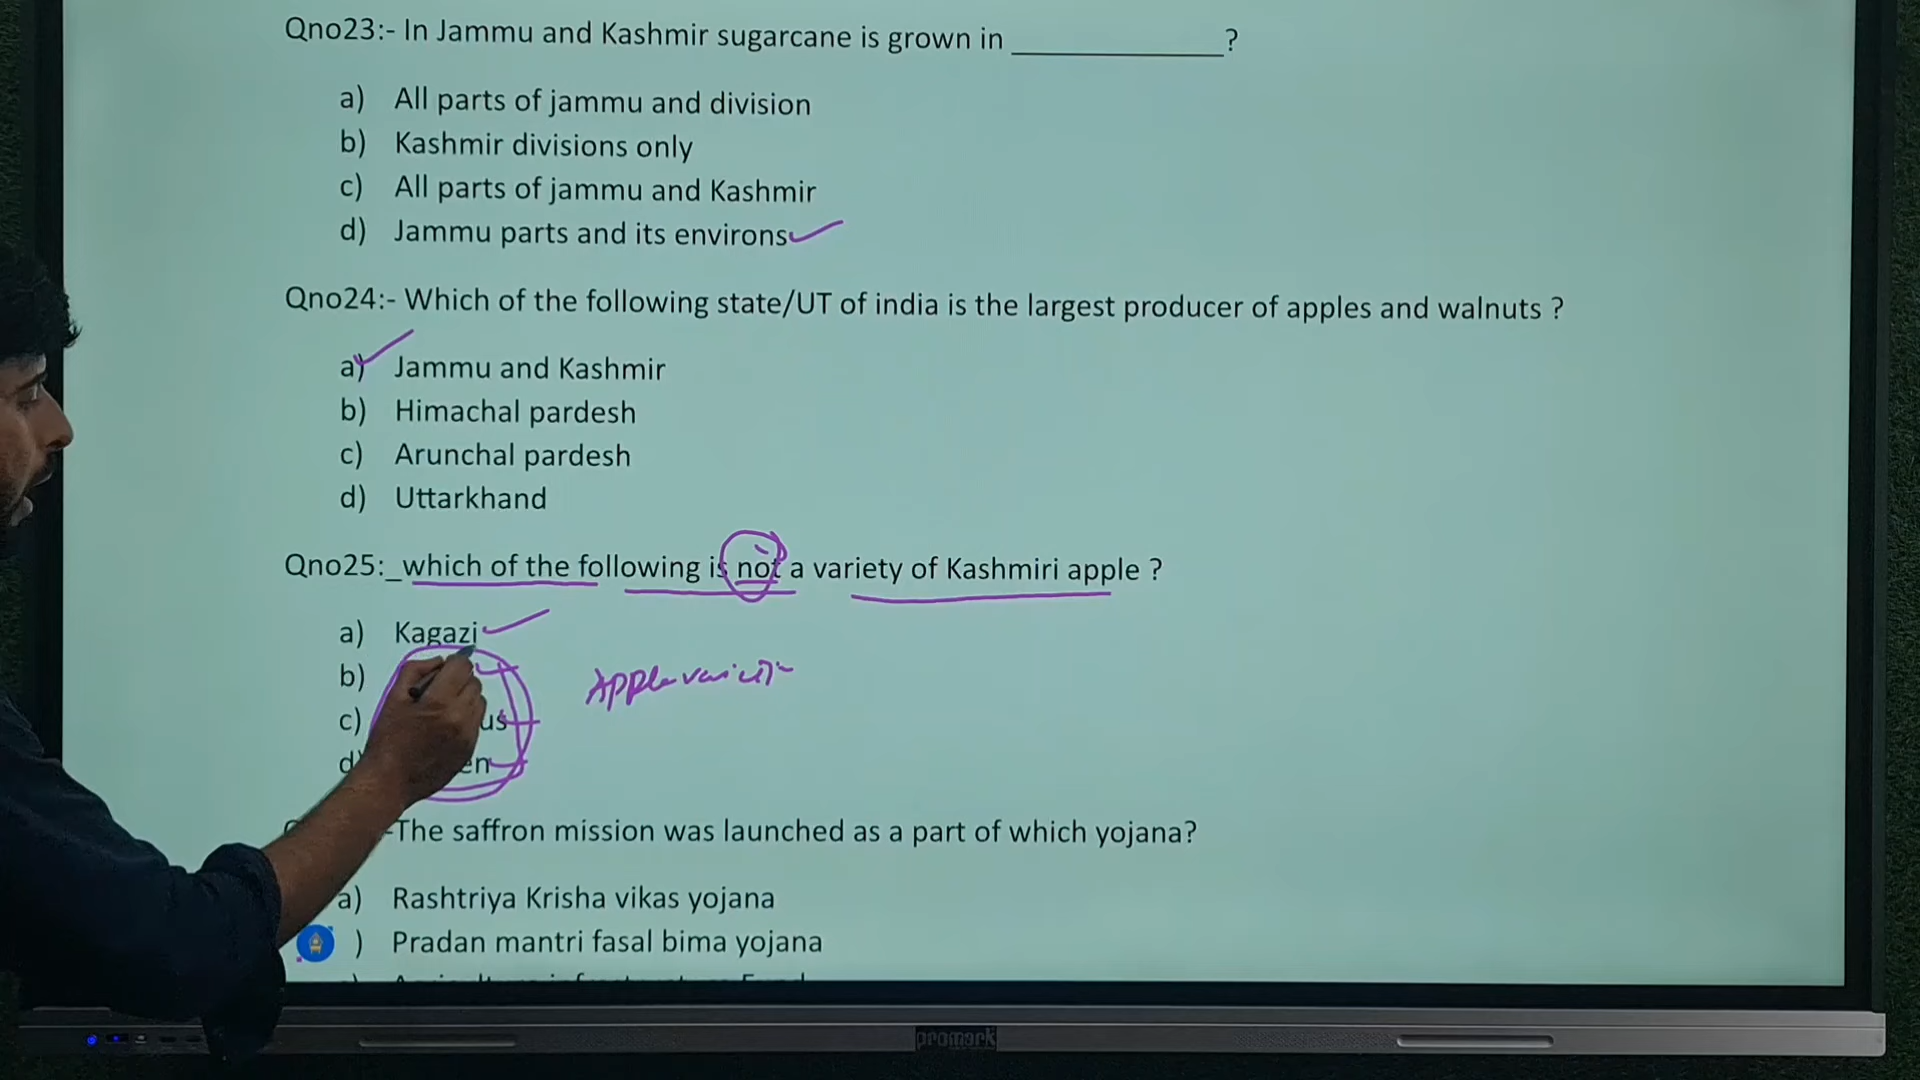 Qno23:- In Jammu and Kashmir sugarcane is grown in ______________?
a) All parts of jammu and division
b) Kashmir divisions only
c) All parts of jammu and Kashmir
d) Jammu parts and its environs
Qno24:- Which of the following state/UT of india is the largest producer of apples and walnuts ?
a) Jammu and Kashmir
b) Himachal pardesh
c) Arunchal pardesh
d) Uttarkhand
Qno25:_which of the following is not a variety of Kashmiri apple ?
a) Kagazi
b)
Apple
c)
d)
The saffron mission was launched as a part of which yojana?
a) Rashtriya Krisha vikas yojana
) Pradan mantri fasal bima yojana
promark